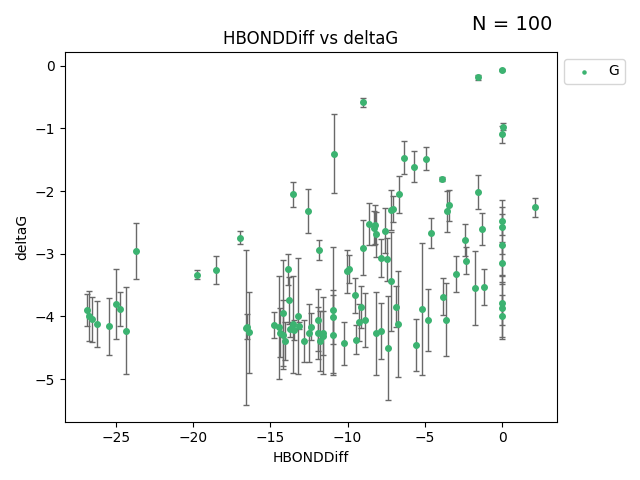 N = 100
HBONDDiff vs deltaG
G
0
−1
−2
−3
−4
−5
deltaG
−25 −20 −15 −10 −5 0
HBONDDiff